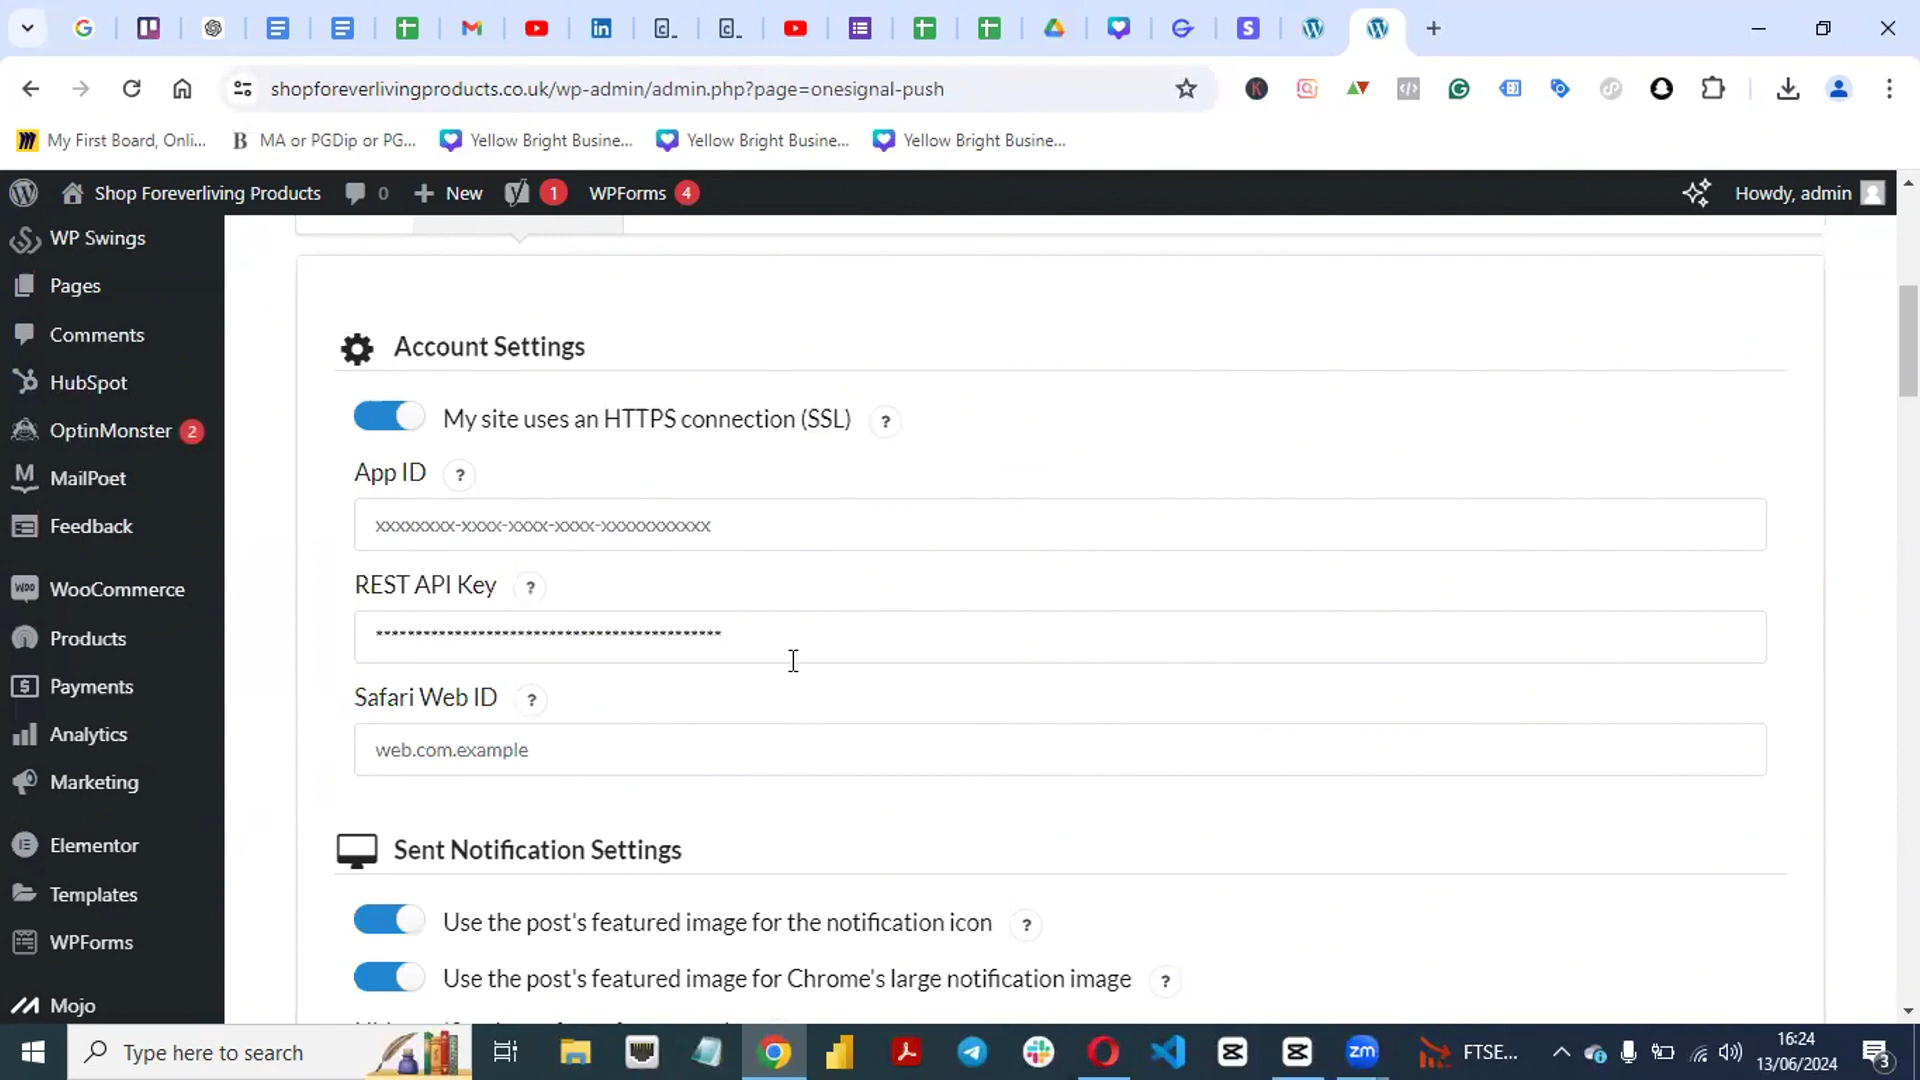 shopforeverlivingproducts.co.uk/wp-admin/admin.php?page=onesignal-push
My First Board, Onli...
MA or PGDip or PG...
Yellow Bright Busine...
Yellow Bright Busine...
Yellow Bright Busine...
Shop Foreverliving Products
0
New
1
WPForms 4
Howdy, admin
WP Swings
Pages
Comments
HubSpot
OptinMonster 2
MailPoet
Feedback
WooCommerce
Products
Payments
Analytics
Marketing
Elementor
Templates
WPForms
Mojo
Account Settings
My site uses an HTTPS connection (SSL) ?
App ID ?
xxxxxxxx-xxxx-xxxx-xxxx-xxxxxxxxxxxx
REST API Key ?
********************************************
Safari Web ID ?
web.com.example
Sent Notification Settings
Use the post's featured image for the notification icon ?
Use the post's featured image for Chrome's large notification image ?
Type here to search
zm
FTSE...
16:24
13/06/2024
3